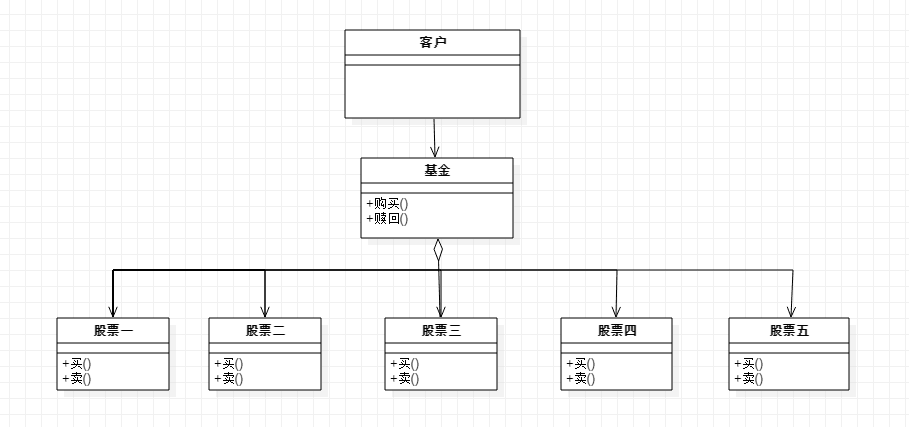 客户
基金
+购买()
+赎回()
股票一
+买()
+卖()
股票二
+买()
+卖()
股票三
+买()
+卖()
股票四
+买()
+卖()
股票五
+买()
+卖()